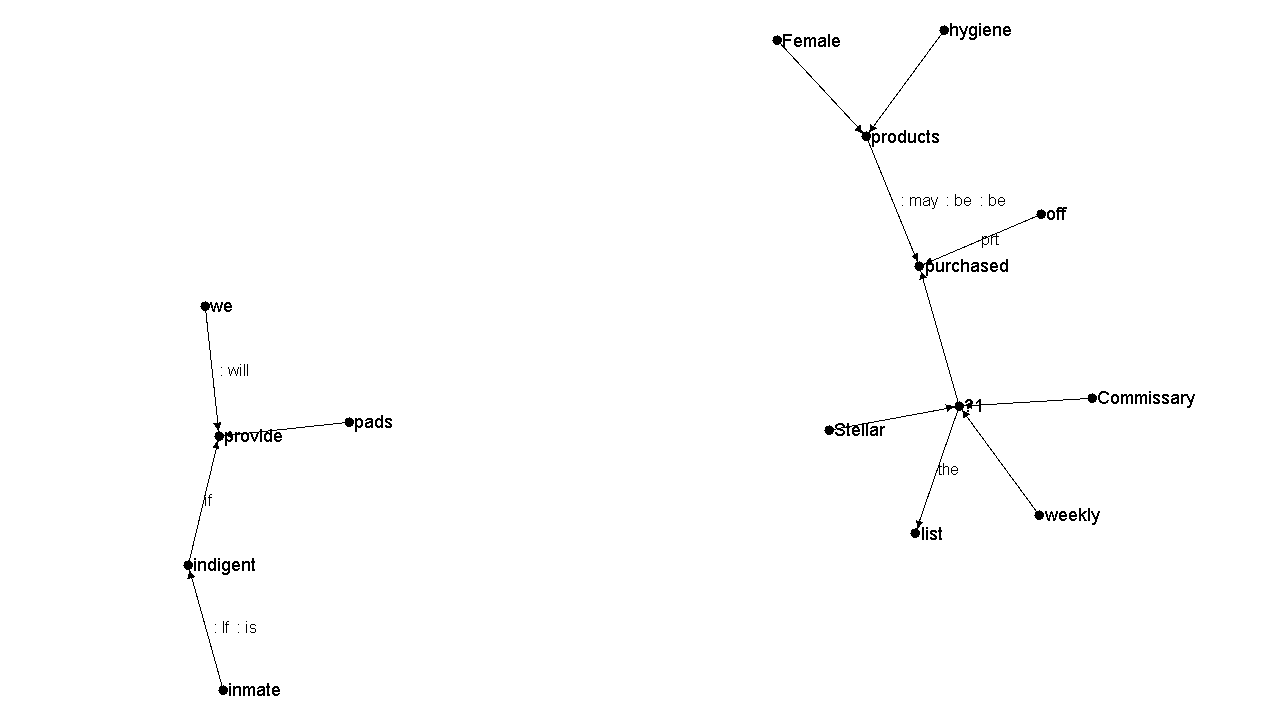 hygiene
Female
products
: may : be : be
off
prt
purchased
we
: will
pads
provide
If
indigent
: If : is
inmate
Commissary
?1
Stellar
the
weekly
list